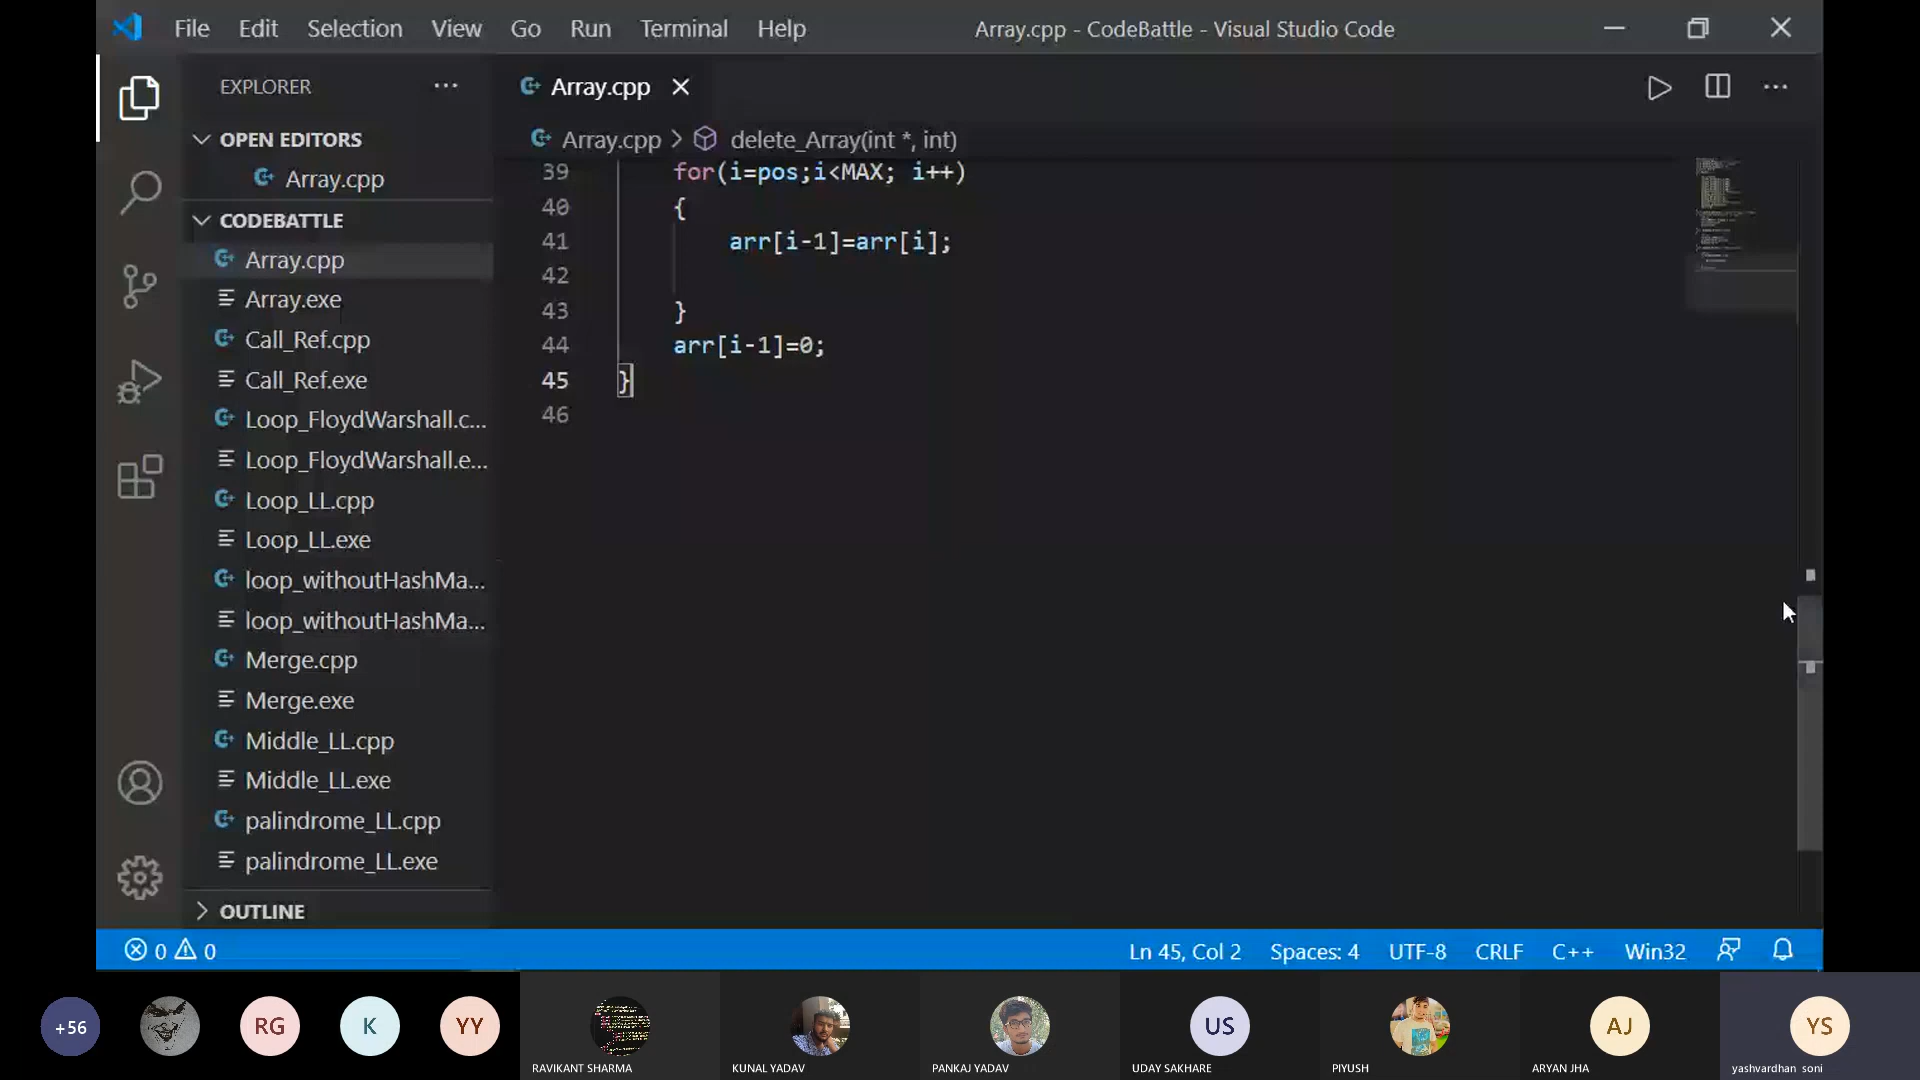 File Edit Selection View Go Run Terminal Help Array.cpp - CodeBattle - Visual Studio Code
EXPLORER ...
Array.cpp
OPEN EDITORS
Array.cpp
CODEBATTLE
Array.cpp
Array.exe
Call_Ref.cpp
Call_Ref.exe
Loop_FloydWarshall.c...
Loop_FloydWarshall.e...
Loop_LL.cpp
Loop_LL.exe
loop_withoutHashMa...
loop_withoutHashMa...
Merge.cpp
Merge.exe
Middle_LL.cpp
Middle_LL.exe
palindrome_LL.cpp
palindrome_LL.exe
OUTLINE
Array.cpp > delete_Array(int *, int)
39 for(i=pos;i<MAX; i++)
40 {
41 arr[i-1]=arr[i];
42
43 }
44 arr[i-1]=0;
45 }
46
0 0 Ln 45, Col 2 Spaces: 4 UTF-8 CRLF C++ Win32
+56 RG K YY US AJ YS
RAVIKANT SHARMA KUNAL YADAV PANKAJ YADAV UDAY SAKHARE PIYUSH ARYAN JHA yashvardhan soni